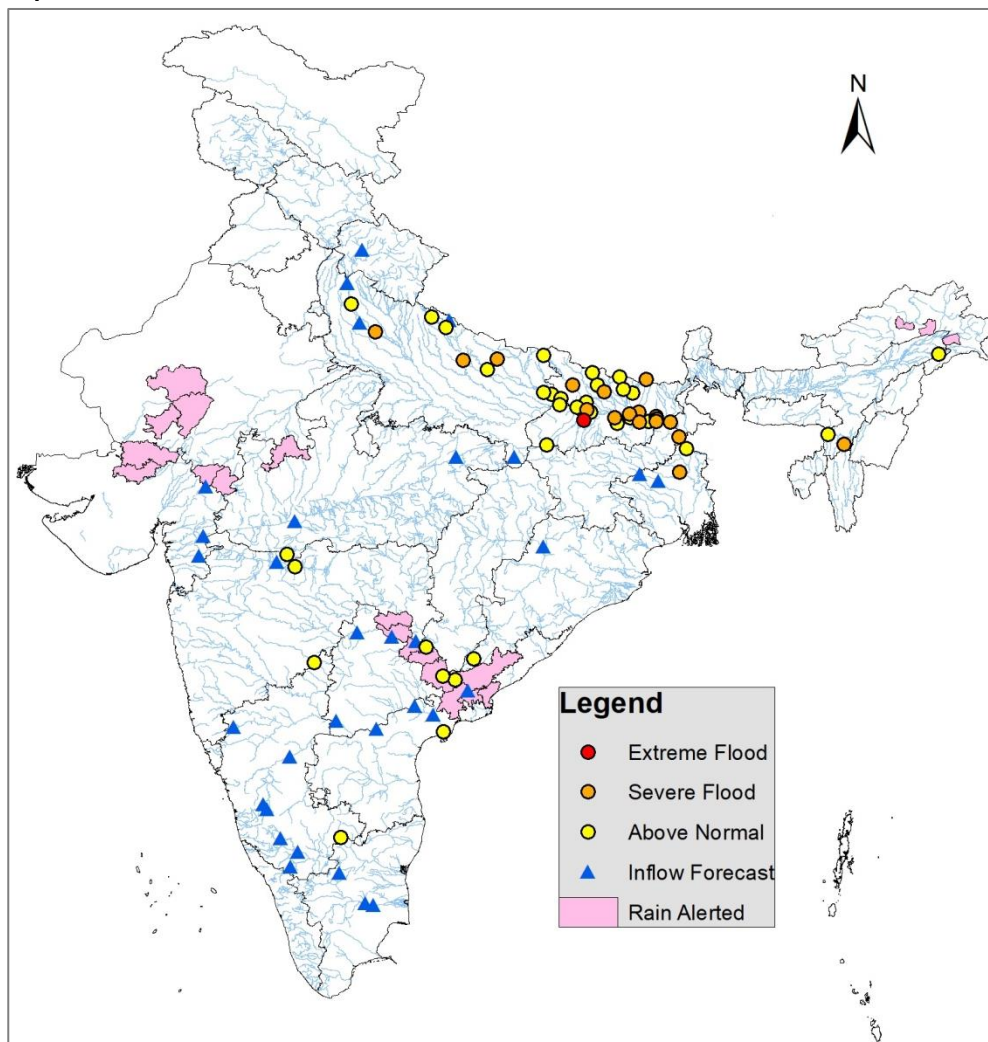 N
Legend
Extreme Flood
Severe Flood
Above Normal
Inflow Forecast
Rain Alerted